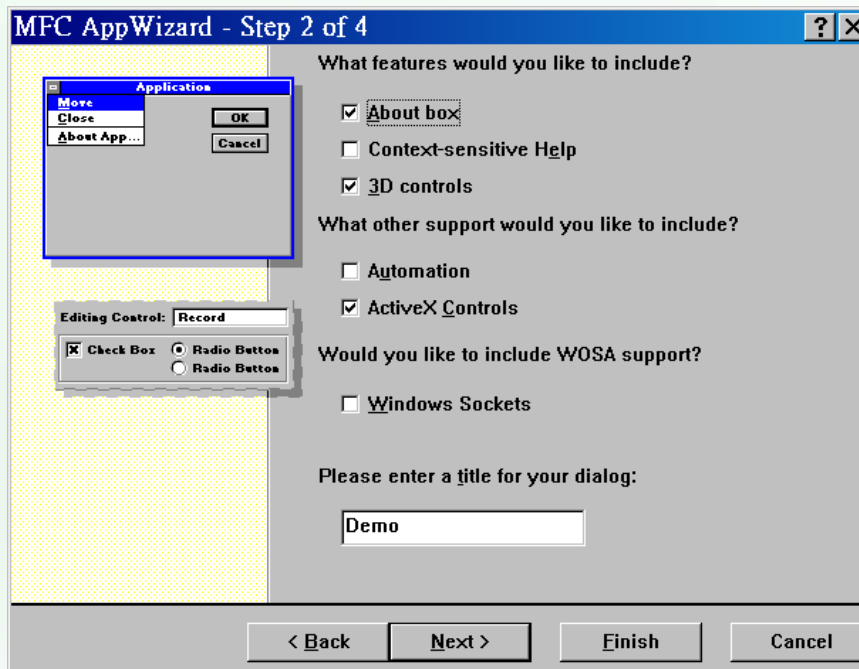 MFC AppWizard - Step 2 of 4
Application
Move
Close
About App...
OK
Cancel
Editing Control: Record
Check Box
Radio Button
Radio Button
What features would you like to include?
About box
Context-sensitive Help
3D controls
What other support would you like to include?
Automation
ActiveX Controls
Would you like to include WOSA support?
Windows Sockets
Please enter a title for your dialog:
Demo
< Back Next > Finish Cancel